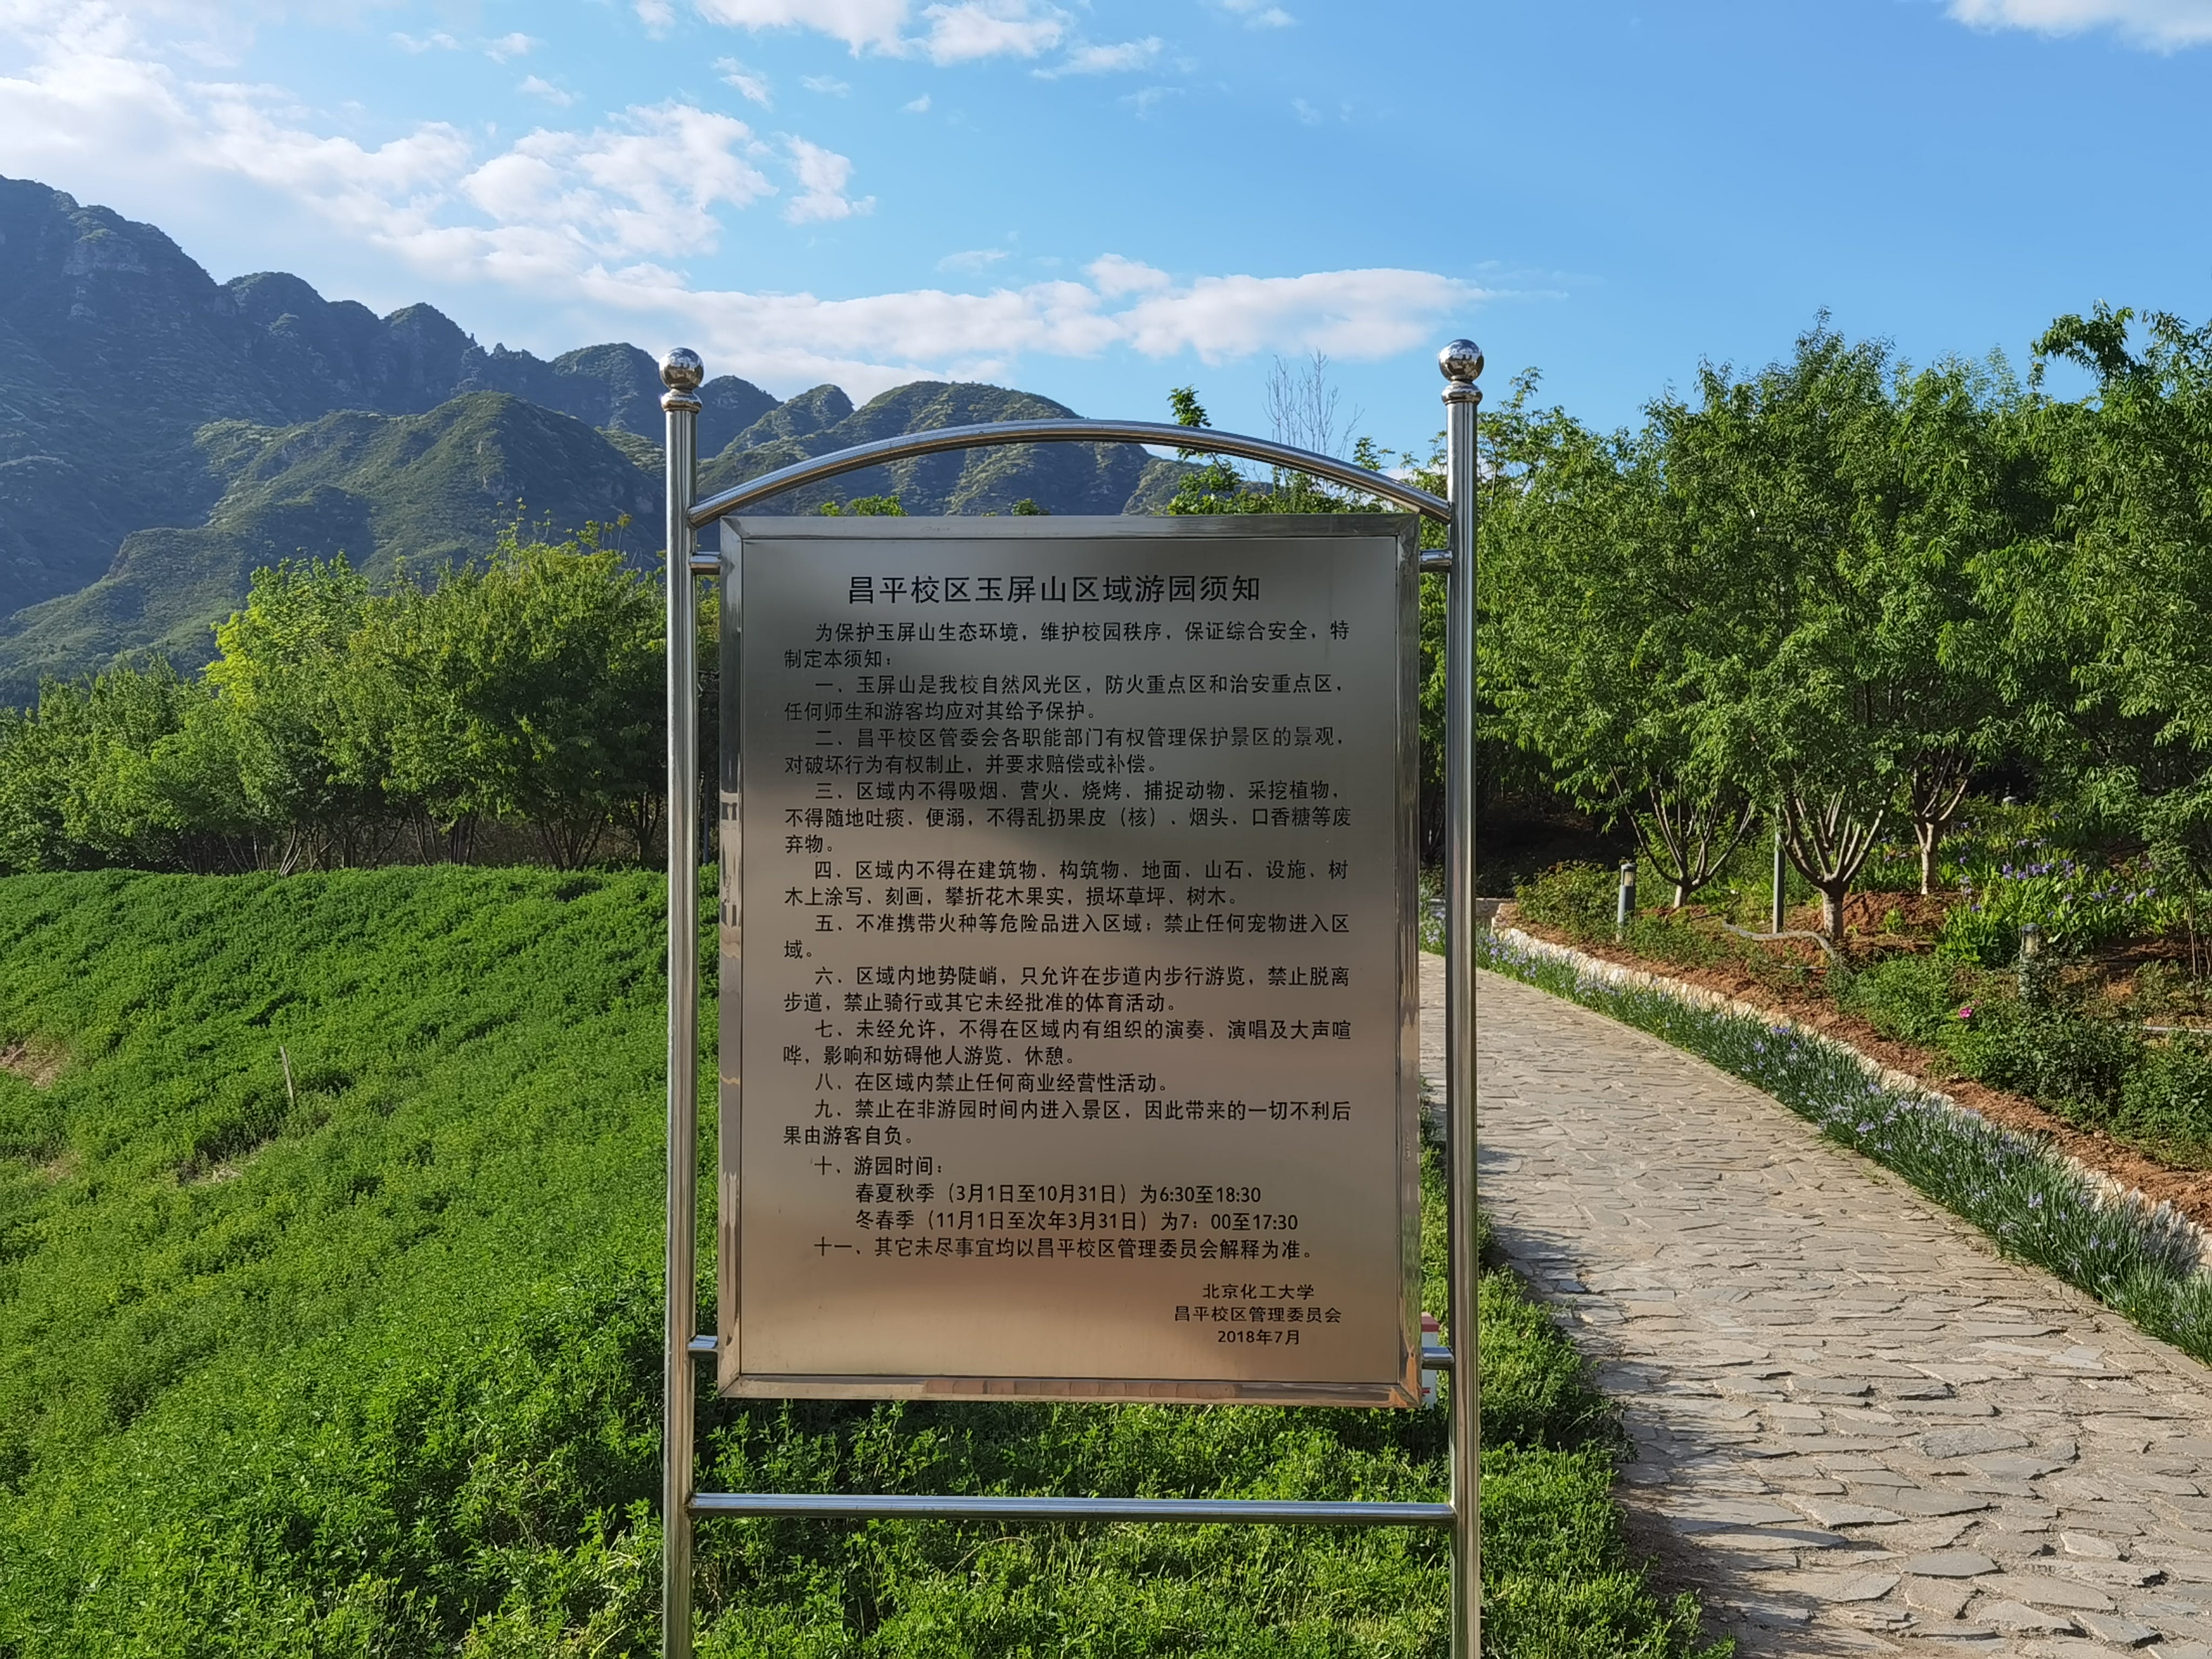 昌平校区玉屏山区域游园须知
为保护玉屏山生态环境，维护校园秩序，保证综合安全，特
制定本须知：
一、玉屏山是我校自然风光区，防火重点区和治安重点区，
任何师生和游客均应对其给予保护。
二、昌平校区管委会各职能部门有权管理保护景区的景观，
对破坏行为有权制止，并要求赔偿或补偿。
三、区域内不得吸烟、营火、烧烤、捕捉动物、采挖植物，
不得随地吐痰、便溺，不得乱扔果皮（核）、烟头、口香糖等废
弃物。
四、区域内不得在建筑物、构筑物、地面、山石、设施、树
木上涂写、刻画，攀折花木果实，损坏草坪、树木。
五、不准携带火种等危险品进入区域；禁止任何宠物进入区
域。
六、区域内地势陡峭，只允许在步道内步行游览，禁止脱离
步道，禁止骑行或其它未经批准的体育活动。
七、未经允许，不得在区域内有组织的演奏、演唱及大声喧
哗，影响和妨碍他人游览、休憩。
八、在区域内禁止任何商业经营性活动。
九、禁止在非游园时间内进入景区，因此带来的一切不利后
果由游客自负。
十、游园时间：
春夏秋季（3月1日至10月31日）为6:30至18:30
冬春季（11月1日至次年3月31日）为7：00至17:30
十一、其它未尽事宜均以昌平校区管理委员会解释为准。
北京化工大学
昌平校区管理委员会
2018年7月